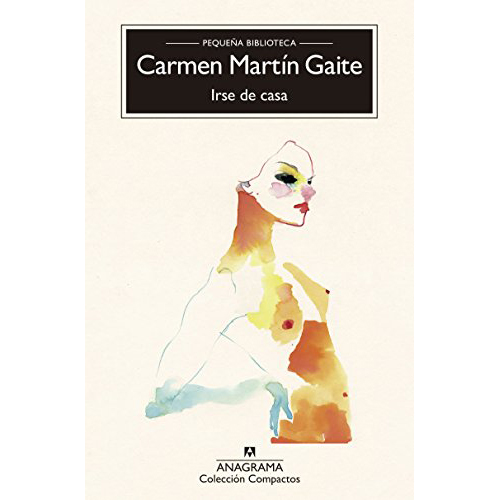 PEQUEÑA BIBLIOTECA
Carmen Martín Gaite
Irse de casa
ANAGRAMA
Colección Compactos